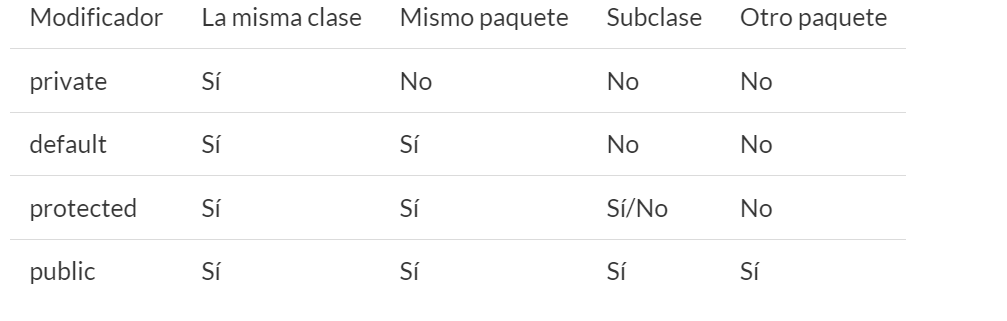 Modificador La misma clase Mismo paquete Subclase Otro paquete
private Sí No No No
default Sí Sí No No
protected Sí Sí Sí/No No
public Sí Sí Sí Sí